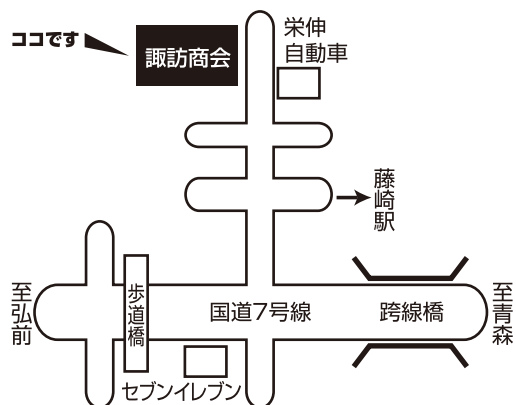 ココです
諏訪商会
栄伸
自動車
藤崎駅
至弘前
歩道橋
国道7号線
跨線橋
至青森
セブンイレブン